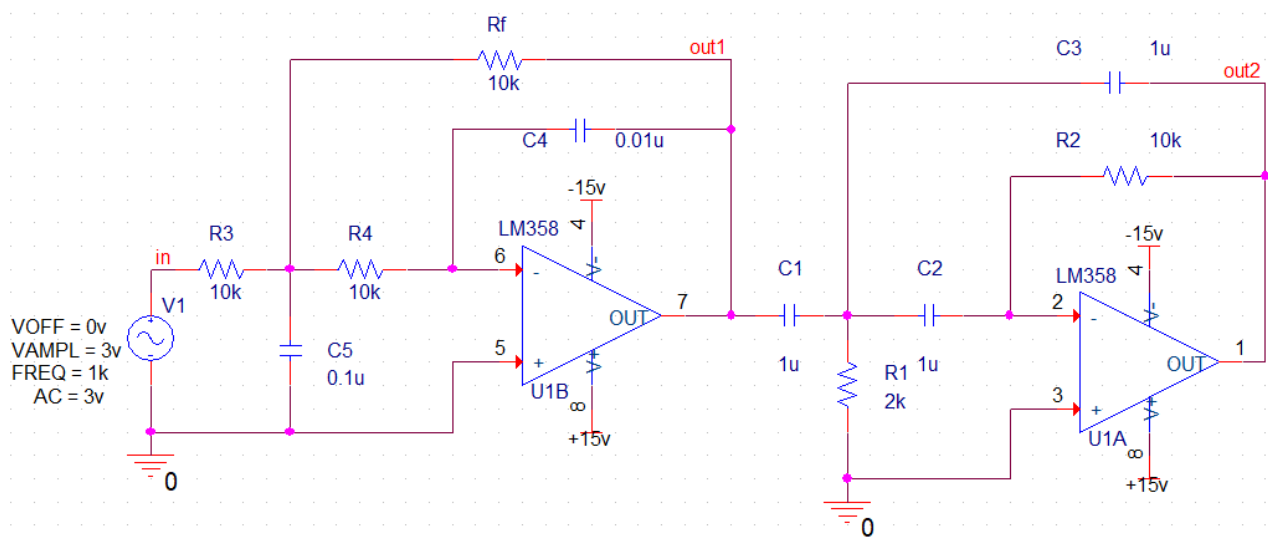 Rf
10k
out1
C4
0.01u
-15v
4
LM358
V-
6
-
R3
10k
R4
10k
in
V1
VOFF = 0v
VAMPL = 3v
FREQ = 1k
AC = 3v
C5
0.1u
OUT
7
5
+
V+
U1B
8
+15v
0
C3
1u
out2
R2
10k
-15v
4
LM358
V-
C1
1u
C2
1u
2
-
R1
2k
OUT
1
3
+
V+
U1A
8
+15v
0